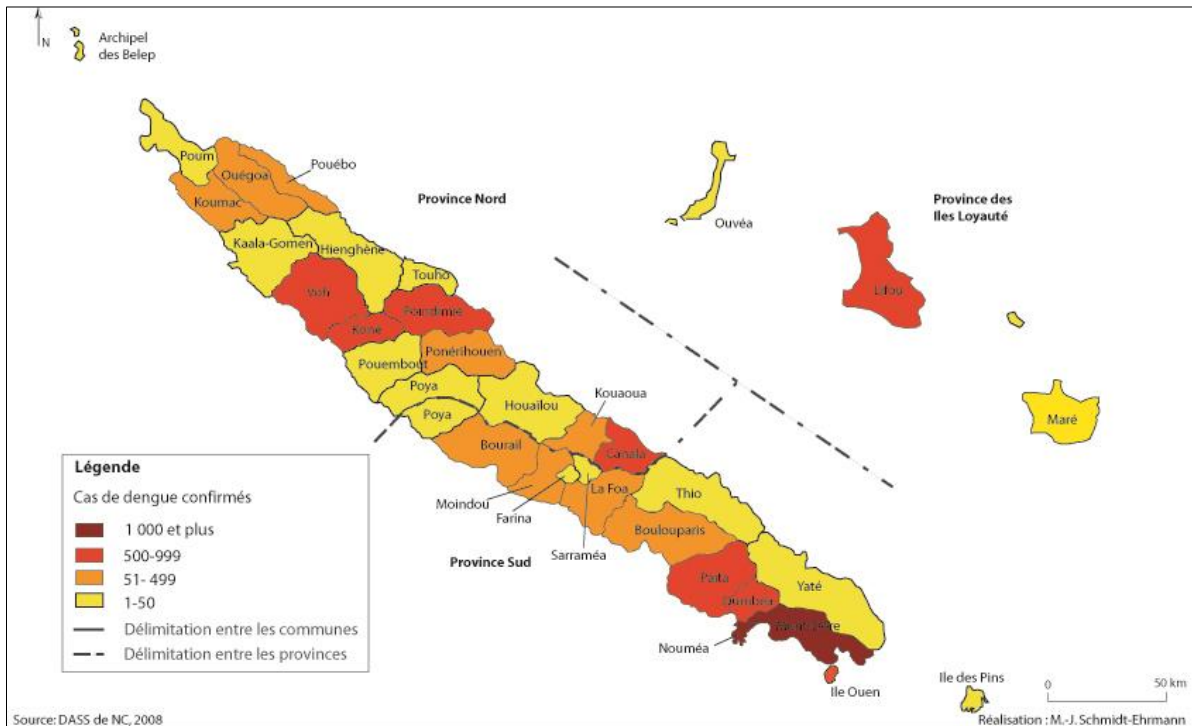 N
Archipel
des Belep
Poum
Ouégoa
Pouébo
Koumac
Province Nord
Ouvéa
Province des
Iles Loyauté
Kaala-Gomen
Hienghène
Touho
Lifou
Voh
Poindimié
Koné
Ponérihouen
Pouembout
Poya
Houaïlou
Kouaoua
Poya
Maré
Bourail
Canala
Moindou
La Foa
Thio
Farina
Boulouparis
Sarraméa
Province Sud
Païta
Yaté
Dumbéa
Nouméa
Ile Ouen
Ile des Pins
Légende
Cas de dengue confirmés
1 000 et plus
500-999
51- 499
1-50
Délimitation entre les communes
Délimitation entre les provinces
0 50 km
Source: DASS de NC, 2008
Réalisation : M.-J. Schmidt-Ehrmann